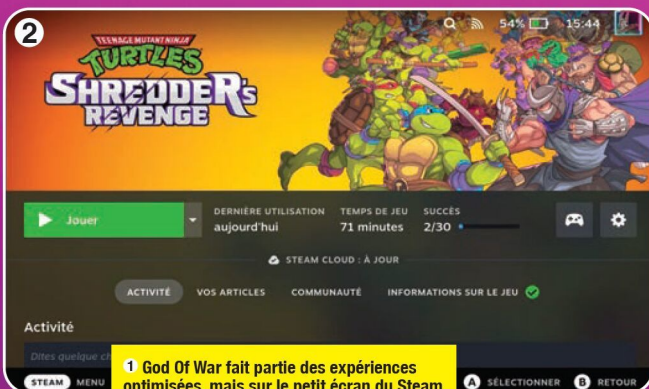 2
54% 15:44
TEENAGE MUTANT NINJA
TURTLES
SHREDDER'S
REVENGE
Jouer
DERNIÈRE UTILISATION
aujourd'hui
TEMPS DE JEU
71 minutes
SUCCÈS
2/30
STEAM CLOUD : À JOUR
ACTIVITÉ VOS ARTICLES COMMUNAUTÉ INFORMATIONS SUR LE JEU
Activité
Dites quelque ch
1 God Of War fait partie des expériences
optimisées, mais sur le petit écran du Steam
STEAM MENU A SÉLECTIONNER B RETOUR